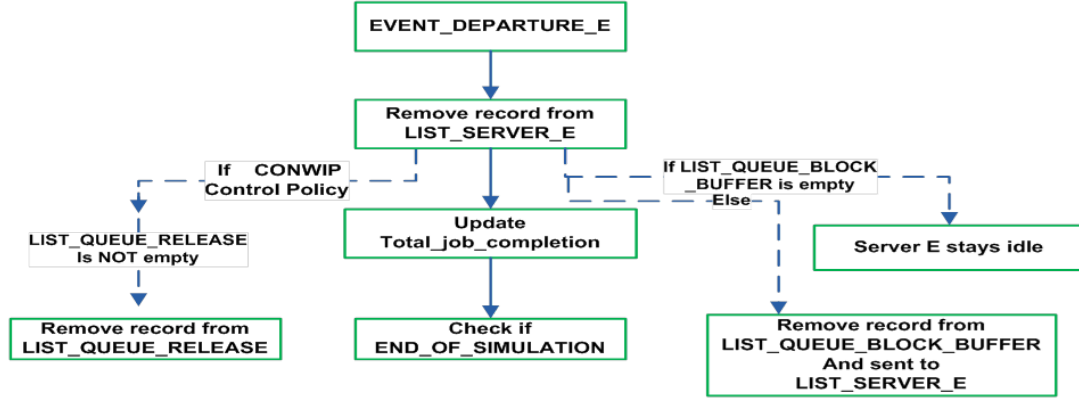 EVENT_DEPARTURE_E
Remove record from
LIST_SERVER_E
If CONWIP
Control Policy
If LIST_QUEUE_BLOCK
_BUFFER is empty
Else
LIST_QUEUE_RELEASE
Is NOT empty
Update
Total_job_completion
Server E stays idle
Remove record from
LIST_QUEUE_RELEASE
Check if
END_OF_SIMULATION
Remove record from
LIST_QUEUE_BLOCK_BUFFER
And sent to
LIST_SERVER_E